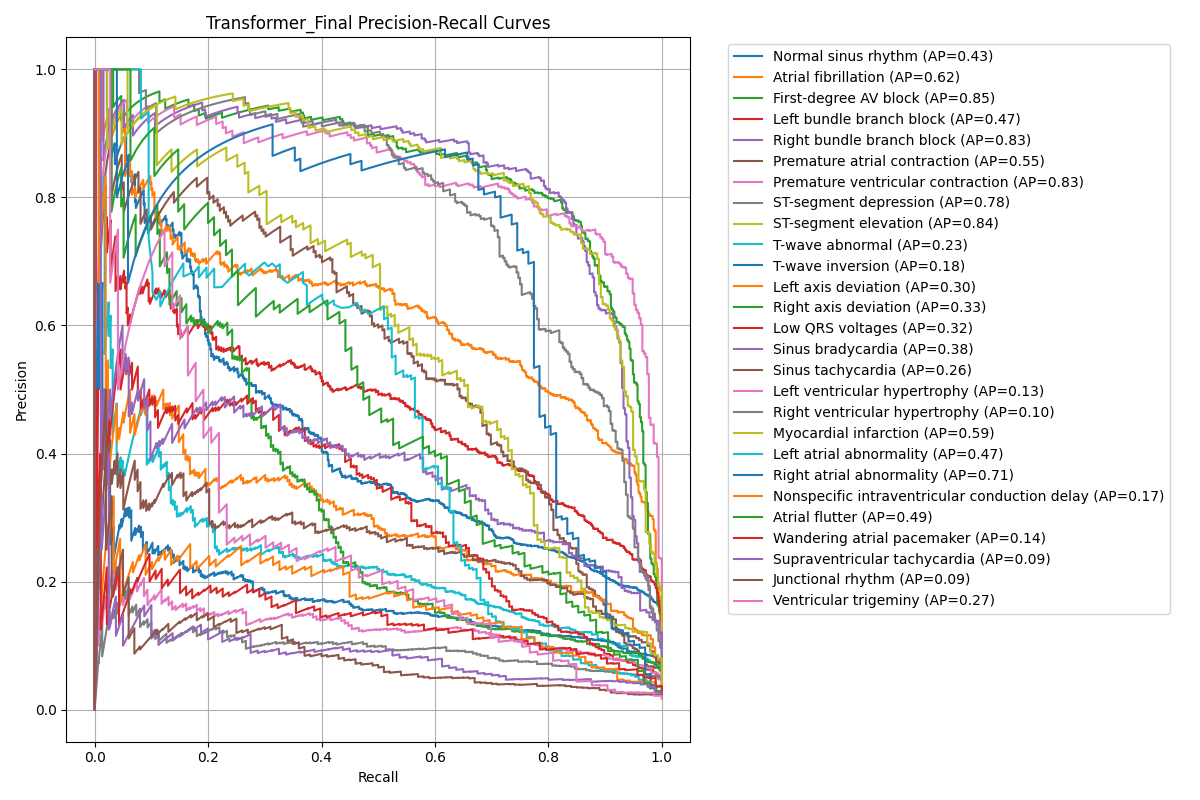 Transformer_Final Precision-Recall Curves
1.0
0.8
0.6
0.4
0.2
0.0
Precision
0.0 0.2 0.4 0.6 0.8 1.0
Recall
Normal sinus rhythm (AP=0.43)
Atrial fibrillation (AP=0.62)
First-degree AV block (AP=0.85)
Left bundle branch block (AP=0.47)
Right bundle branch block (AP=0.83)
Premature atrial contraction (AP=0.55)
Premature ventricular contraction (AP=0.83)
ST-segment depression (AP=0.78)
ST-segment elevation (AP=0.84)
T-wave abnormal (AP=0.23)
T-wave inversion (AP=0.18)
Left axis deviation (AP=0.30)
Right axis deviation (AP=0.33)
Low QRS voltages (AP=0.32)
Sinus bradycardia (AP=0.38)
Sinus tachycardia (AP=0.26)
Left ventricular hypertrophy (AP=0.13)
Right ventricular hypertrophy (AP=0.10)
Myocardial infarction (AP=0.59)
Left atrial abnormality (AP=0.47)
Right atrial abnormality (AP=0.71)
Nonspecific intraventricular conduction delay (AP=0.17)
Atrial flutter (AP=0.49)
Wandering atrial pacemaker (AP=0.14)
Supraventricular tachycardia (AP=0.09)
Junctional rhythm (AP=0.09)
Ventricular trigeminy (AP=0.27)